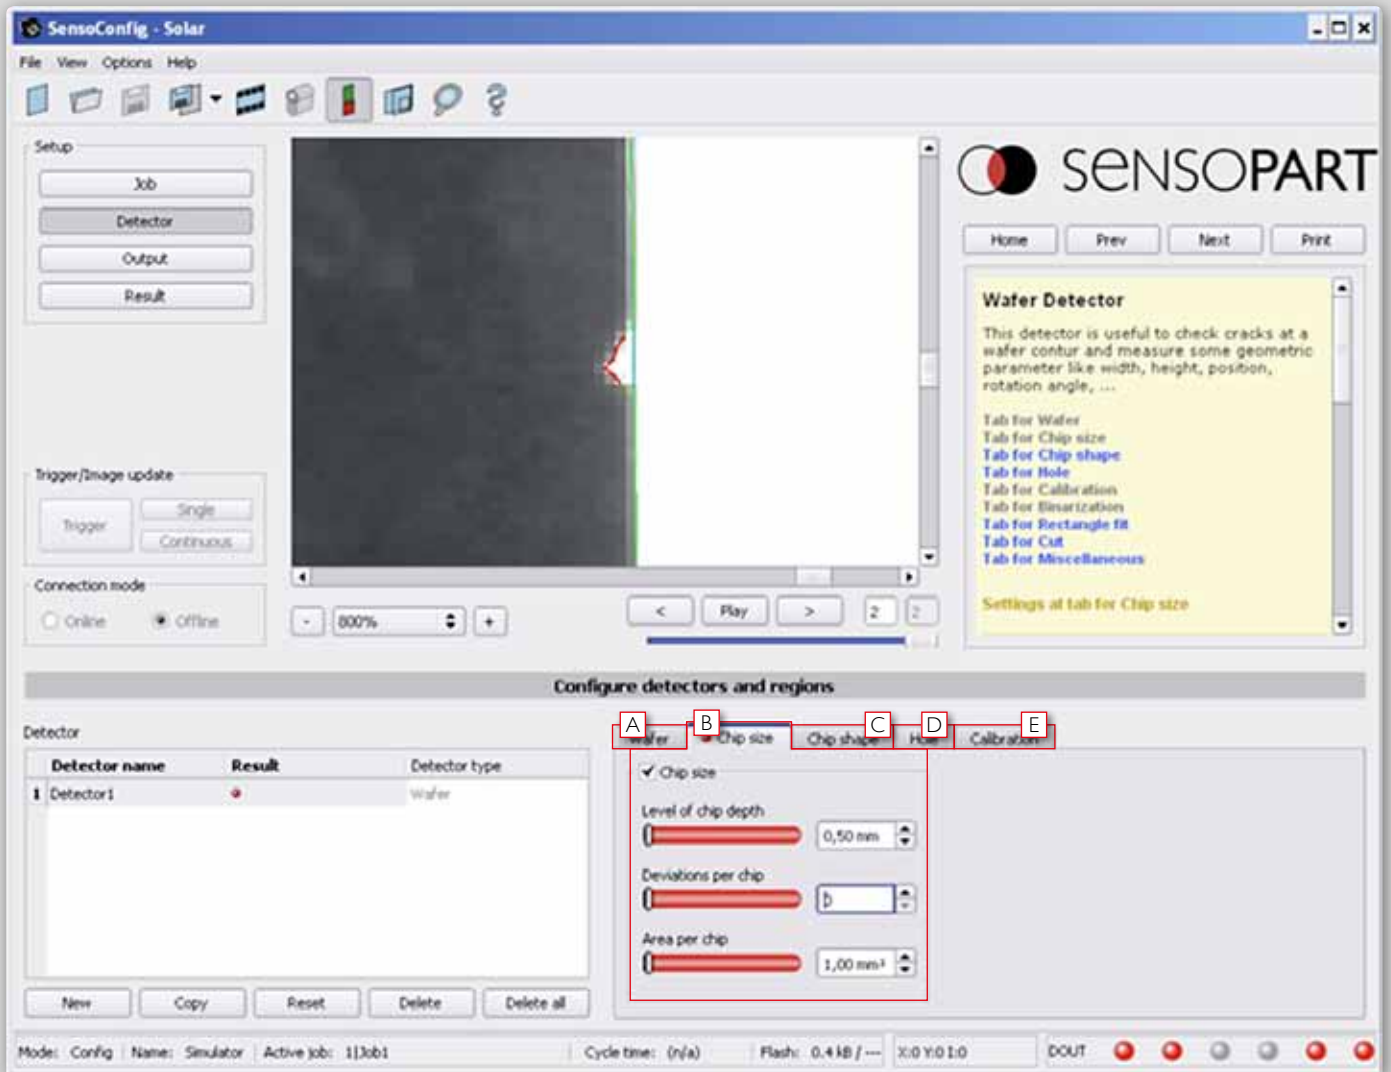 SensoConfig - Solar
File View Options Help
Setup
Job
Detector
Output
Result
Trigger/Image update
Trigger
Single
Continuous
Connection mode
Online Offline
- 800% +
< Play > 2 2
SENSOPART
Home Prev Next Print
Wafer Detector
This detector is useful to check cracks at a
wafer contur and measure some geometric
parameter like width, height, position,
rotation angle, ...
Tab for Wafer
Tab for Chip size
Tab for Chip shape
Tab for Hole
Tab for Calibration
Tab for Binarization
Tab for Rectangle fit
Tab for Cut
Tab for Miscellaneous
Settings at tab for Chip size
Configure detectors and regions
Detector
Detector name Result Detector type
1 Detector1 Wafer
New Copy Reset Delete Delete all
A B C D E
Wafer Chip size Chip shape Hole Calibration
Chip size
Level of chip depth
0,50 mm
Deviations per chip
Area per chip
1,00 mm²
Mode: Config Name: Simulator Active job: 1|Job1 Cycle time: (n/a) Flash: 0.4 kB / --- X:0 Y:0 I:0 DOUT